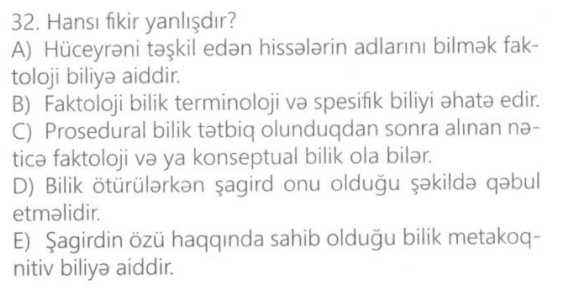 32. Hansı fikir yanlışdır?
A) Hüceyrəni təşkil edən hissələrin adlarını bilmək fak-
toloji biliyə aiddir.
B) Faktoloji bilik terminoloji və spesifik biliyi əhatə edir.
C) Prosedural bilik tətbiq olunduqdan sonra alınan nə-
ticə faktoloji və ya konseptual bilik ola bilər.
D) Bilik ötürülərkən şagird onu olduğu şəkildə qəbul
etməlidir.
E) Şagirdin özü haqqında sahib olduğu bilik metakoq-
nitiv biliyə aiddir.